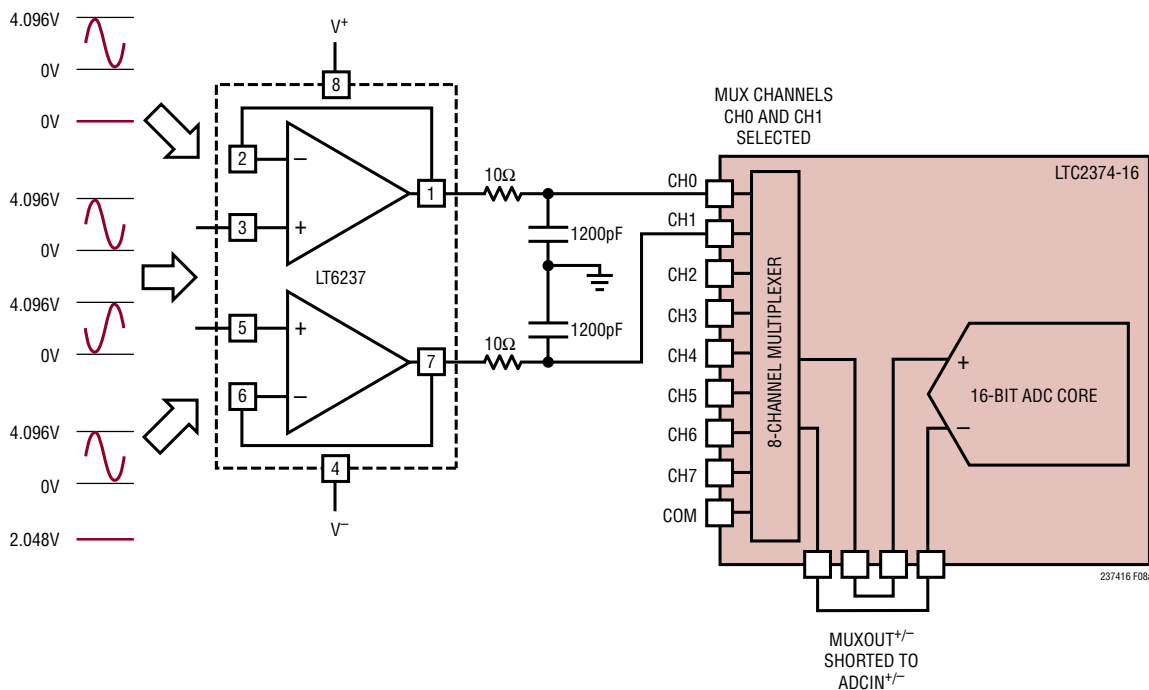 4.096V
0V
0V
4.096V
0V
4.096V
0V
4.096V
0V
2.048V
V+
8
2
−
1
3
+
LT6237
5
+
7
6
−
4
V−
10Ω
1200pF
1200pF
10Ω
MUX CHANNELS
CH0 AND CH1
SELECTED
LTC2374-16
CH0
CH1
CH2
CH3
CH4
CH5
CH6
CH7
COM
8-CHANNEL MULTIPLEXER
+
16-BIT ADC CORE
−
MUXOUT+/−
SHORTED TO
ADCIN+/−